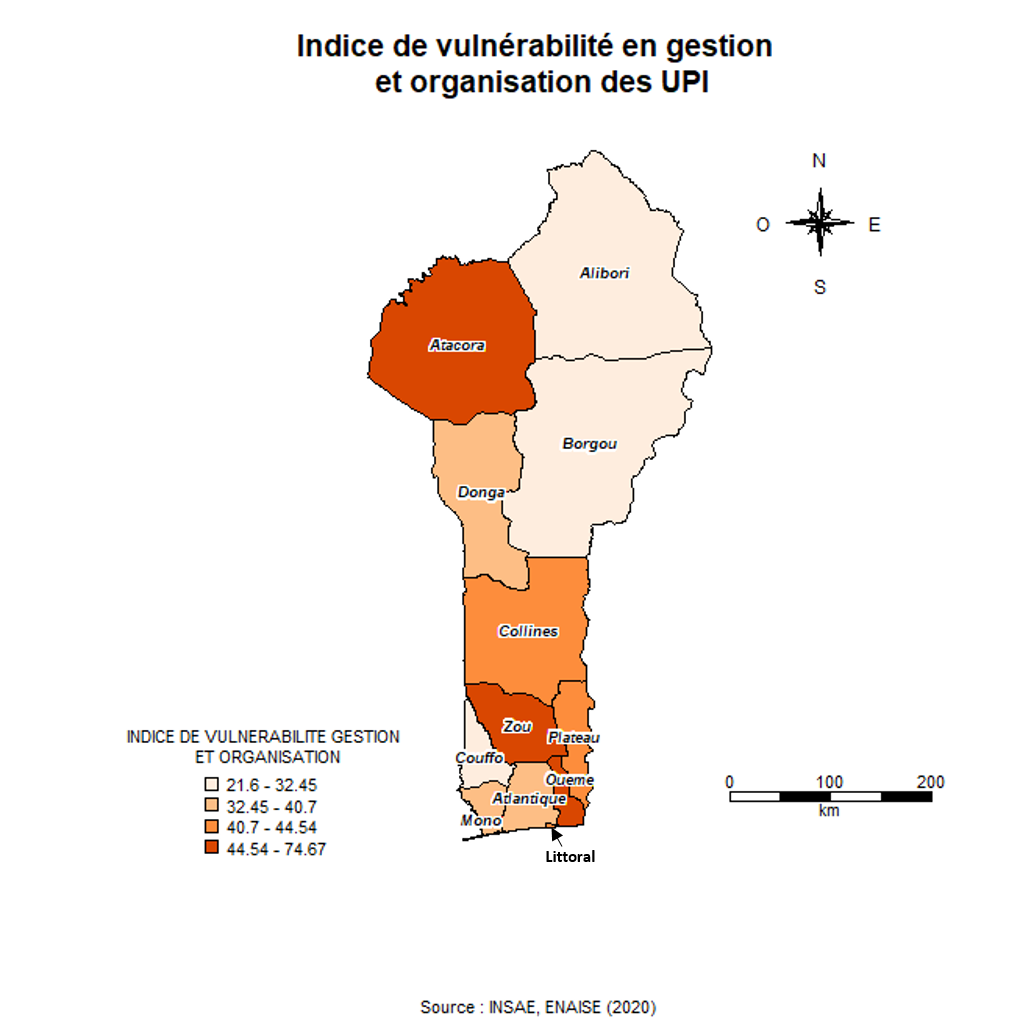 Indice de vulnérabilité en gestion
et organisation des UPI
N
O
E
S
Alibori
Atacora
Borgou
Donga
Collines
Zou
Plateau
Couffo
Oueme
Atlantique
Mono
Littoral
INDICE DE VULNERABILITE GESTION
ET ORGANISATION
21.6 - 32.45
32.45 - 40.7
40.7 - 44.54
44.54 - 74.67
0 100 200
km
Source : INSAE, ENAISE (2020)